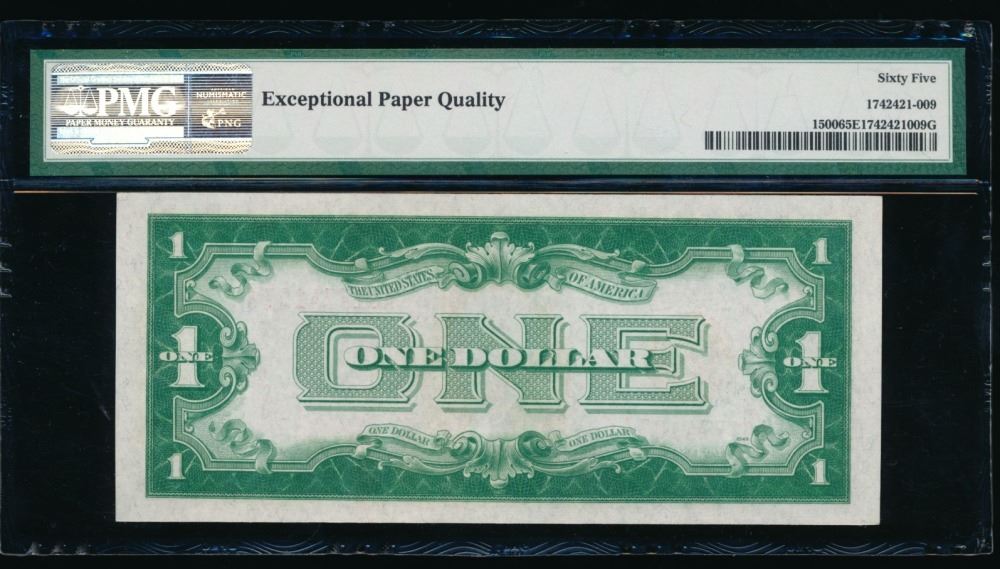 PMG
PAPER MONEY GUARANTY
NUMISMATIC
PNG
Exceptional Paper Quality
Sixty Five
1742421-009
150065E1742421009G
1
1
THE UNITED STATES
OF AMERICA
ONE
1
ONE
ONE DOLLAR
1
ONE
ONE DOLLAR
ONE DOLLAR
1
1